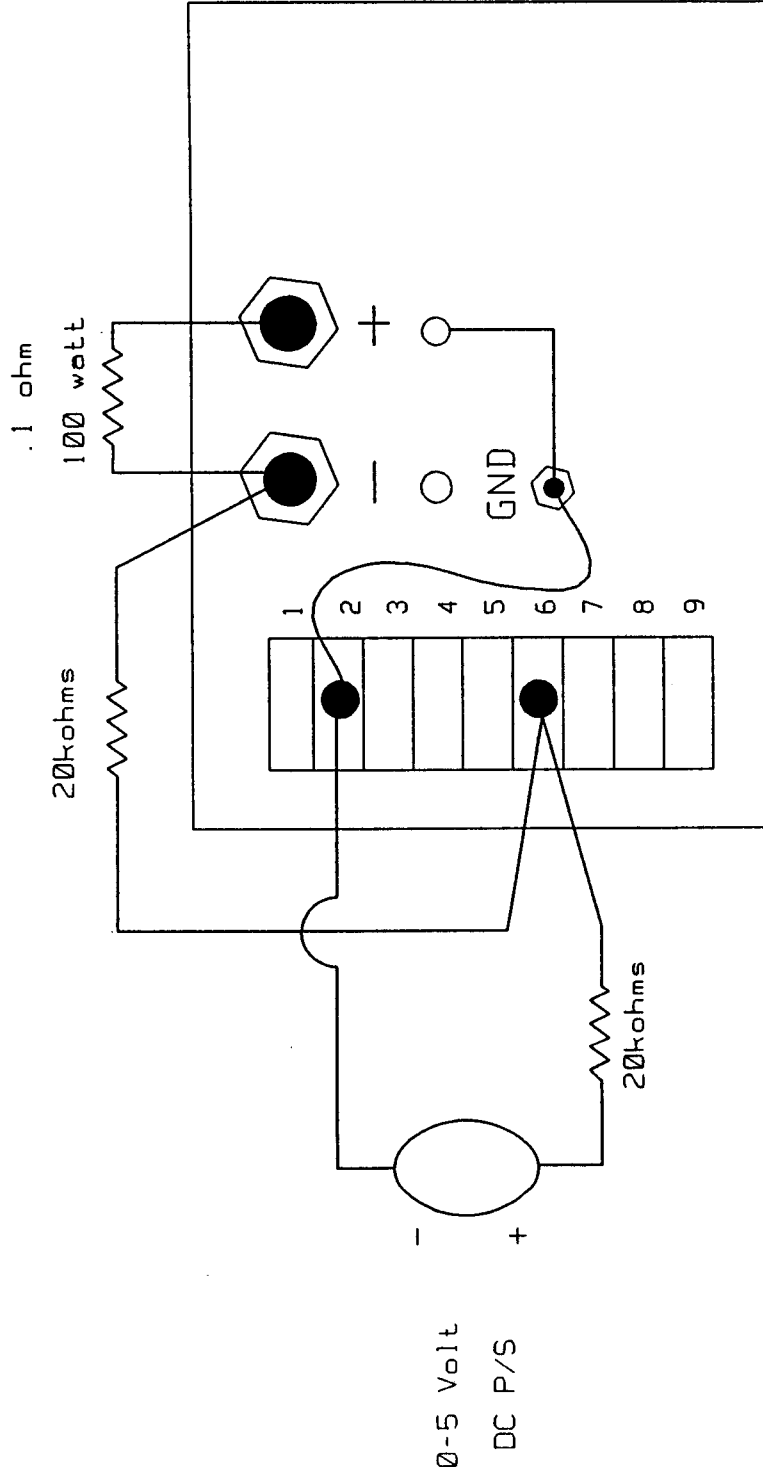 .1 ohm
100 watt
+
-
GND
20kohms
1
2
3
4
5
6
7
8
9
20kohms
-
+
0-5 Volt
DC P/S